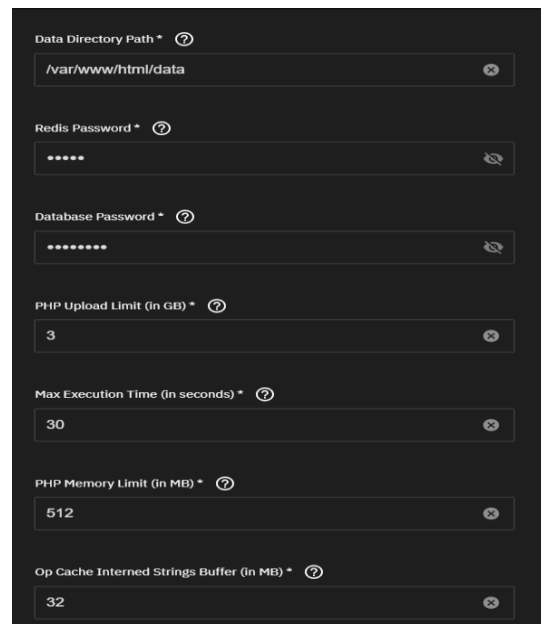 Data Directory Path *
/var/www/html/data
Redis Password *
•••••
Database Password *
••••••••
PHP Upload Limit (in GB) *
3
Max Execution Time (in seconds) *
30
PHP Memory Limit (in MB) *
512
Op Cache Interned Strings Buffer (in MB) *
32